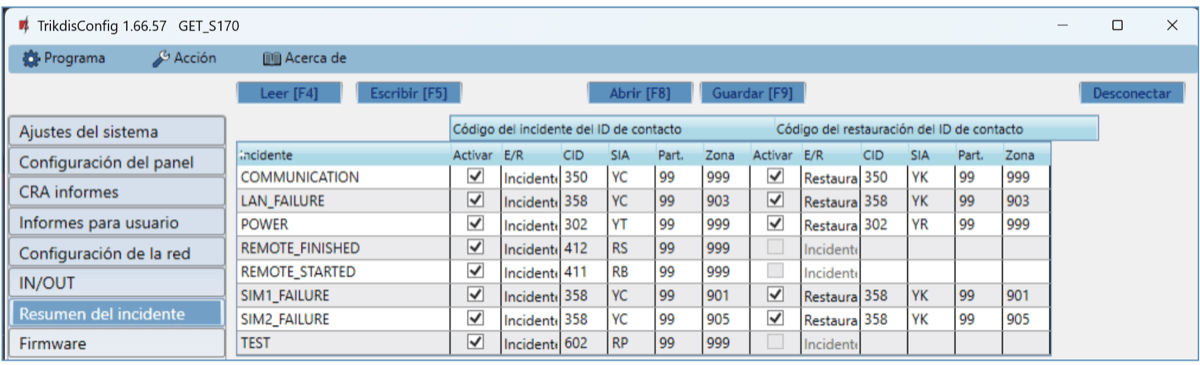 TrikdisConfig 1.66.57 GET_S170
Programa Acción Acerca de
Leer [F4] Escribir [F5] Abrir [F8] Guardar [F9] Desconectar
Ajustes del sistema
Configuración del panel
CRA informes
Informes para usuario
Configuración de la red
IN/OUT
Resumen del incidente
Firmware
Código del incidente del ID de contacto Código del restauración del ID de contacto
Incidente Activar E/R CID SIA Part. Zona Activar E/R CID SIA Part. Zona
COMMUNICATION Incidente 350 YC 99 999 Restaura 350 YK 99 999
LAN_FAILURE Incidente 358 YC 99 903 Restaura 358 YK 99 903
POWER Incidente 302 YT 99 999 Restaura 302 YR 99 999
REMOTE_FINISHED Incidente 412 RS 99 999 Incidente
REMOTE_STARTED Incidente 411 RB 99 999 Incidente
SIM1_FAILURE Incidente 358 YC 99 901 Restaura 358 YK 99 901
SIM2_FAILURE Incidente 358 YC 99 905 Restaura 358 YK 99 905
TEST Incidente 602 RP 99 999 Incidente